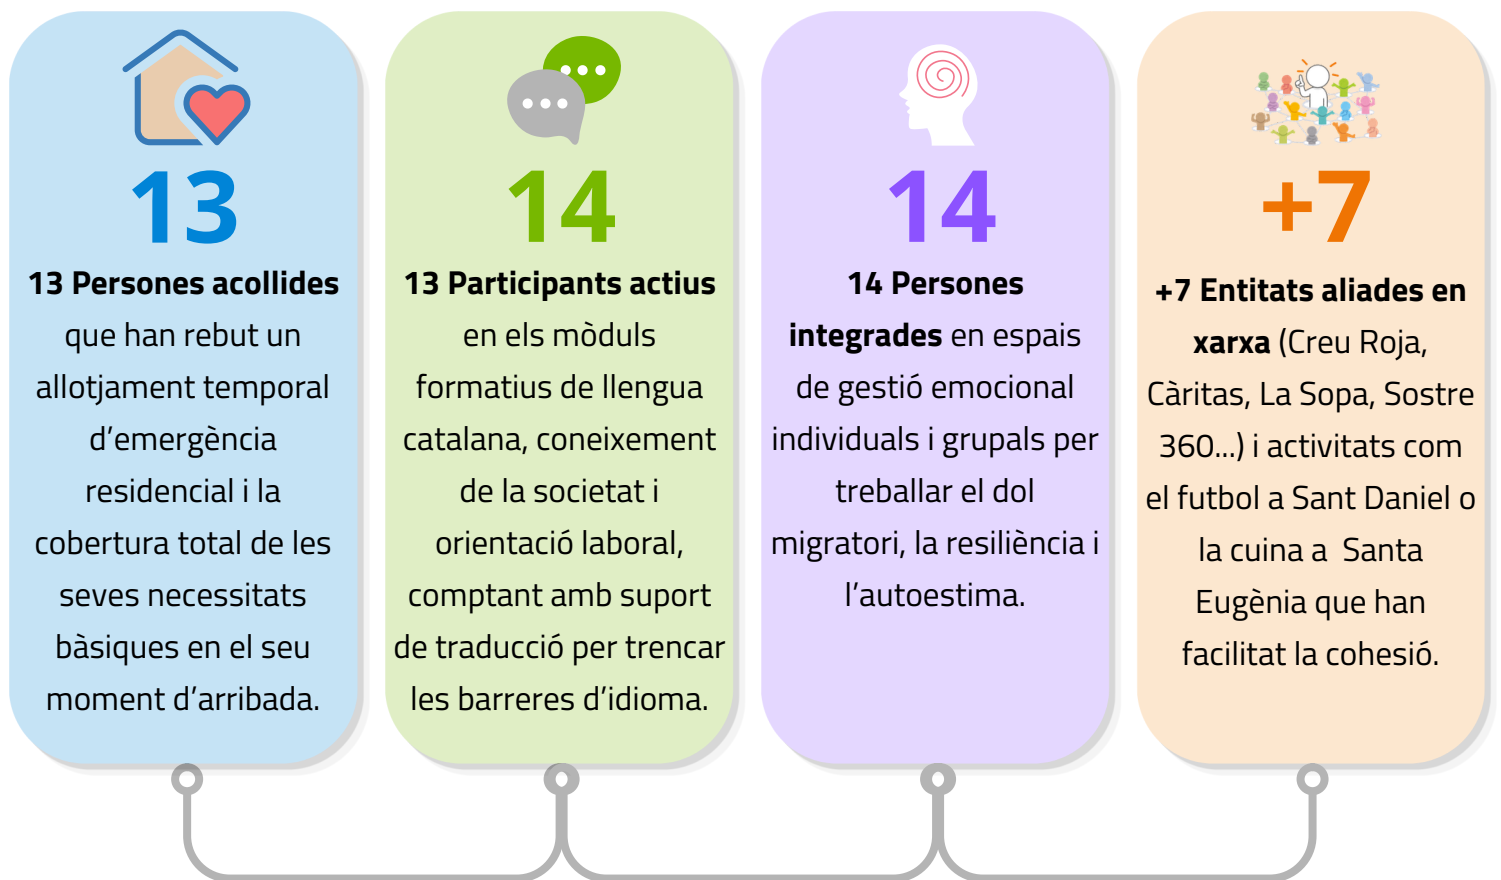 13
13 Persones acollides
que han rebut un
allotjament temporal
d’emergència
residencial i la
cobertura total de les
seves necessitats
bàsiques en el seu
moment d’arribada.
14
13 Participants actius
en els mòduls
formatius de llengua
catalana, coneixement
de la societat i
orientació laboral,
comptant amb suport
de traducció per trencar
les barreres d’idioma.
14
14 Persones
integrades en espais
de gestió emocional
individuals i grupals per
treballar el dol
migratori, la resiliència i
l’autoestima.
+7
+7 Entitats aliades en
xarxa (Creu Roja,
Càritas, La Sopa, Sostre
360...) i activitats com
el futbol a Sant Daniel o
la cuina a  Santa
Eugènia que han
facilitat la cohesió.